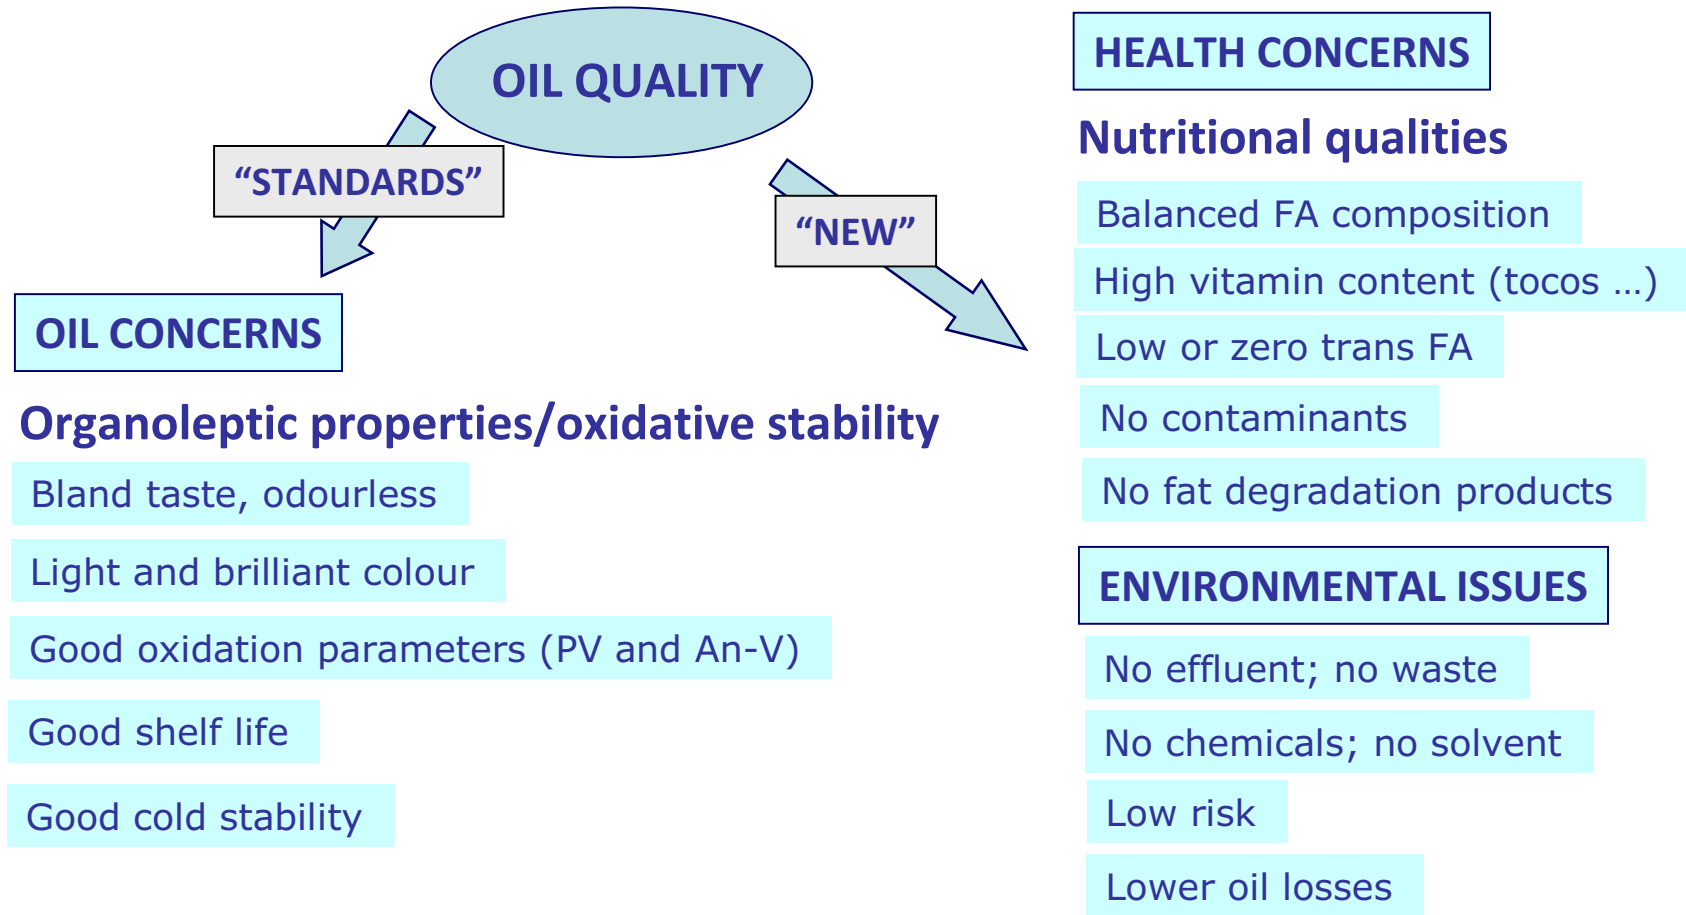 OIL QUALITY
“STANDARDS”
“NEW”
OIL CONCERNS
Organoleptic properties/oxidative stability
Bland taste, odourless
Light and brilliant colour
Good oxidation parameters (PV and An-V)
Good shelf life
Good cold stability
HEALTH CONCERNS
Nutritional qualities
Balanced FA composition
High vitamin content (tocos …)
Low or zero trans FA
No contaminants
No fat degradation products
ENVIRONMENTAL ISSUES
No effluent; no waste
No chemicals; no solvent
Low risk
Lower oil losses